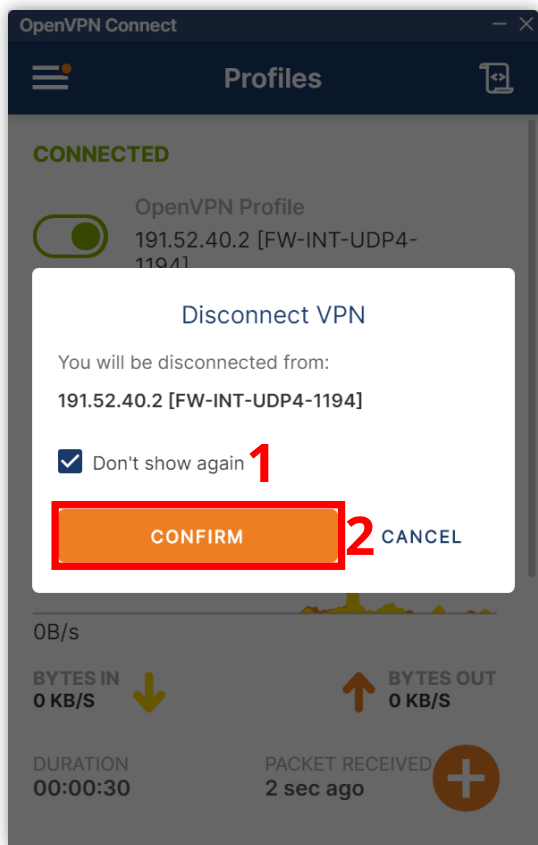 OpenVPN Connect
Profiles
CONNECTED
OpenVPN Profile
191.52.40.2 [FW-INT-UDP4-
1194]
Disconnect VPN
You will be disconnected from:
191.52.40.2 [FW-INT-UDP4-1194]
Don't show again 1
CONFIRM 2 CANCEL
0B/s
BYTES IN
0 KB/S
BYTES OUT
0 KB/S
DURATION
00:00:30
PACKET RECEIVED
2 sec ago